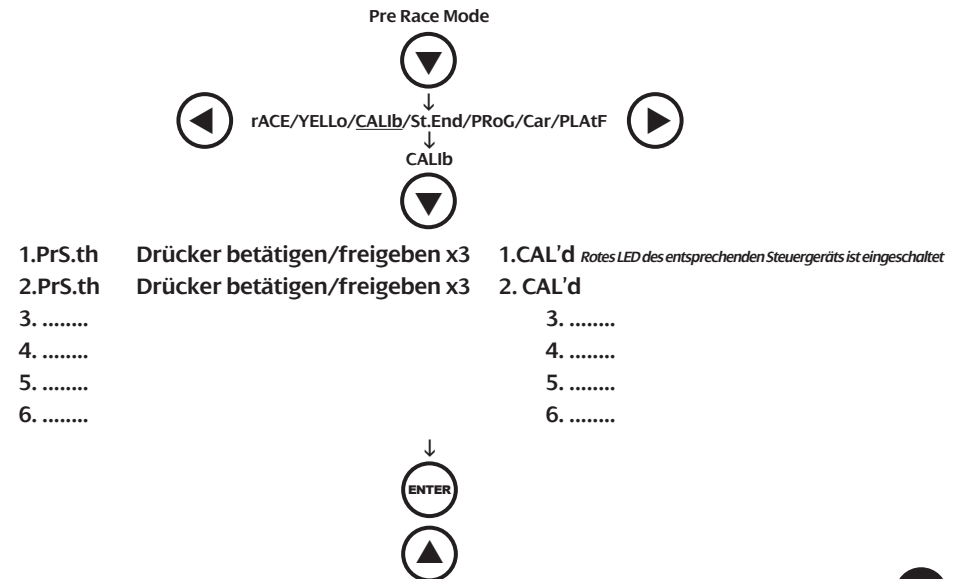 Pre Race Mode
rACE/YELLo/CALIb/St.End/PRoG/Car/PLAtF
CALIb
1.PrS.th Drücker betätigen/freigeben x3 1.CAL'd Rotes LED des entsprechenden Steuergeräts ist eingeschaltet
2.PrS.th Drücker betätigen/freigeben x3 2. CAL'd
3. ........ 3. ........
4. ........ 4. ........
5. ........ 5. ........
6. ........ 6. ........
ENTER